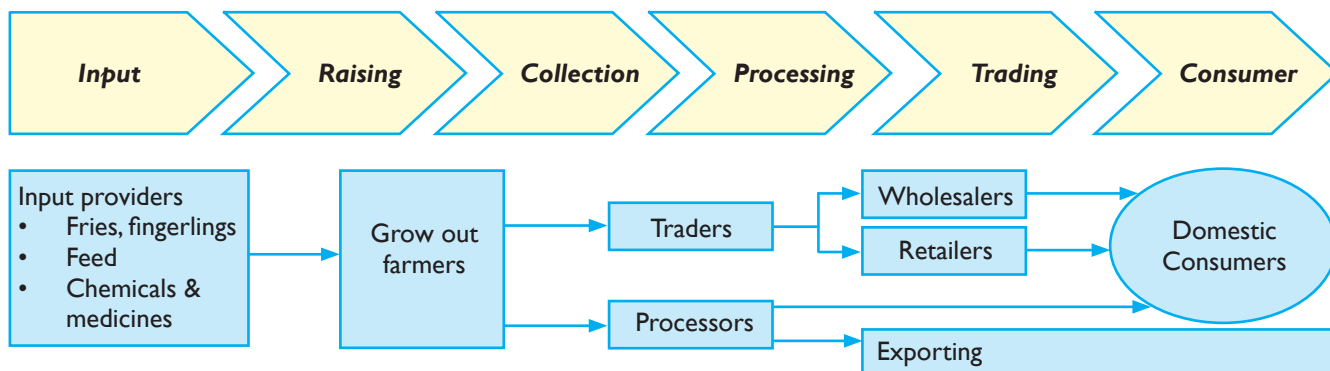 Input
Raising
Collection
Processing
Trading
Consumer
Input providers
• Fries, fingerlings
• Feed
• Chemicals &
medicines
Grow out
farmers
Traders
Processors
Wholesalers
Retailers
Domestic
Consumers
Exporting